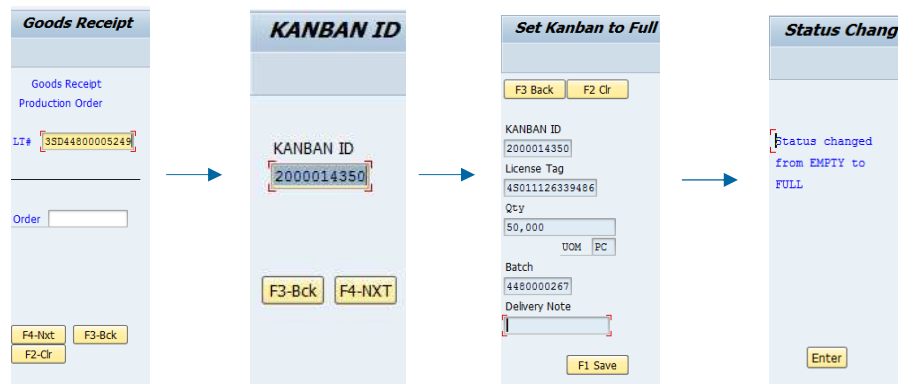 Goods Receipt
Goods Receipt
Production Order
LT# 3SD44800005249
Order
F4-Nxt F3-Bck
F2-Clr
KANBAN ID
KANBAN ID
2000014350
F3-Bck F4-NXT
Set Kanban to Full
F3 Back F2 Clr
KANBAN ID
2000014350
License Tag
4S01126339486
Qty
50,000
UOM PC
Batch
4480000267
Delivery Note
F1 Save
Status Chang
Status changed
from EMPTY to
FULL
Enter